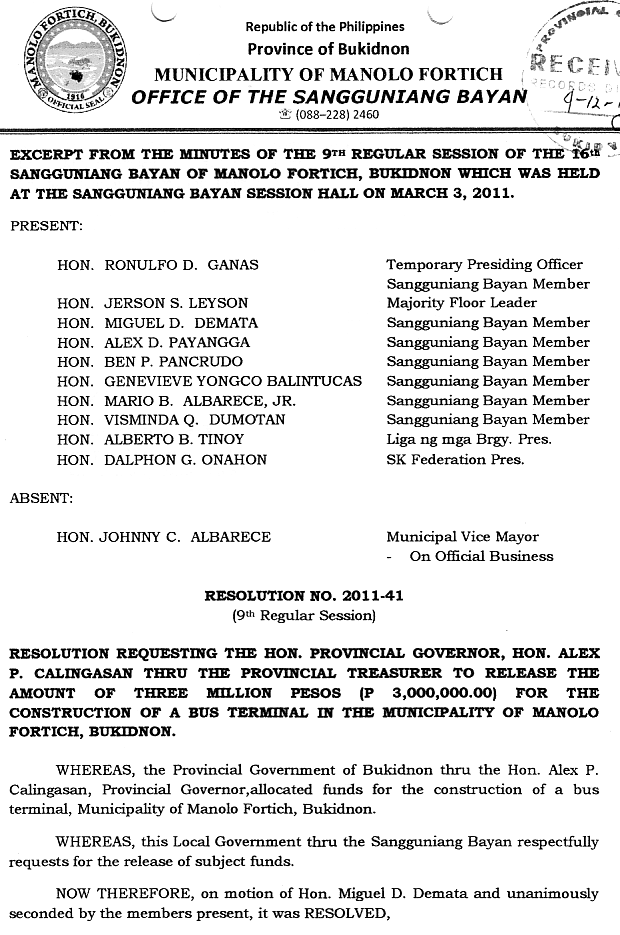 MANOLO FORTICH, BUKIDNON
1916
OFFICIAL SEAL
Republic of the Philippines
Province of Bukidnon
MUNICIPALITY OF MANOLO FORTICH
OFFICE OF THE SANGGUNIANG BAYAN
☏ (088–228) 2460
PROVINCIAL
RECEIV
RECORDS
9-12-
EXCERPT FROM THE MINUTES OF THE 9TH REGULAR SESSION OF THE 16th
SANGGUNIANG BAYAN OF MANOLO FORTICH, BUKIDNON WHICH WAS HELD
AT THE SANGGUNIANG BAYAN SESSION HALL ON MARCH 3, 2011.
PRESENT:
HON. RONULFO D. GANAS Temporary Presiding Officer
Sangguniang Bayan Member
HON. JERSON S. LEYSON Majority Floor Leader
HON. MIGUEL D. DEMATA Sangguniang Bayan Member
HON. ALEX D. PAYANGGA Sangguniang Bayan Member
HON. BEN P. PANCRUDO Sangguniang Bayan Member
HON. GENEVIEVE YONGCO BALINTUCAS Sangguniang Bayan Member
HON. MARIO B. ALBARECE, JR. Sangguniang Bayan Member
HON. VISMINDA Q. DUMOTAN Sangguniang Bayan Member
HON. ALBERTO B. TINOY Liga ng mga Brgy. Pres.
HON. DALPHON G. ONAHON SK Federation Pres.
ABSENT:
HON. JOHNNY C. ALBARECE Municipal Vice Mayor
- On Official Business
RESOLUTION NO. 2011-41
(9th Regular Session)
RESOLUTION REQUESTING THE HON. PROVINCIAL GOVERNOR, HON. ALEX
P. CALINGASAN THRU THE PROVINCIAL TREASURER TO RELEASE THE
AMOUNT OF THREE MILLION PESOS (P 3,000,000.00) FOR THE
CONSTRUCTION OF A BUS TERMINAL IN THE MUNICIPALITY OF MANOLO
FORTICH, BUKIDNON.
WHEREAS, the Provincial Government of Bukidnon thru the Hon. Alex P.
Calingasan, Provincial Governor,allocated funds for the construction of a bus
terminal, Municipality of Manolo Fortich, Bukidnon.
WHEREAS, this Local Government thru the Sangguniang Bayan respectfully
requests for the release of subject funds.
NOW THEREFORE, on motion of Hon. Miguel D. Demata and unanimously
seconded by the members present, it was RESOLVED,